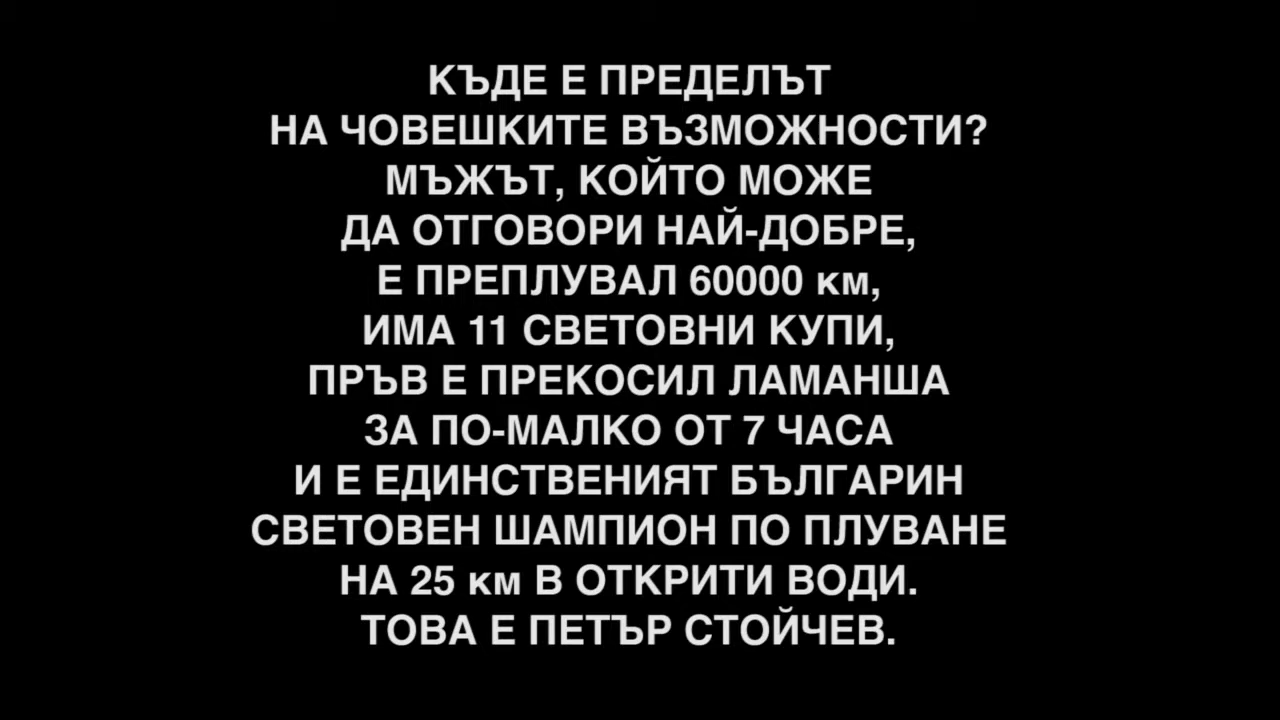 КЪДЕ Е ПРЕДЕЛЪТ
НА ЧОВЕШКИТЕ ВЪЗМОЖНОСТИ?
МЪЖЪТ, КОЙТО МОЖЕ
ДА ОТГОВОРИ НАЙ-ДОБРЕ,
Е ПРЕПЛУВАЛ 60000 км,
ИМА 11 СВЕТОВНИ КУПИ,
ПРЪВ Е ПРЕКОСИЛ ЛАМАНША
ЗА ПО-МАЛКО ОТ 7 ЧАСА
И Е ЕДИНСТВЕНИЯТ БЪЛГАРИН
СВЕТОВЕН ШАМПИОН ПО ПЛУВАНЕ
НА 25 км В ОТКРИТИ ВОДИ.
ТОВА Е ПЕТЪР СТОЙЧЕВ.